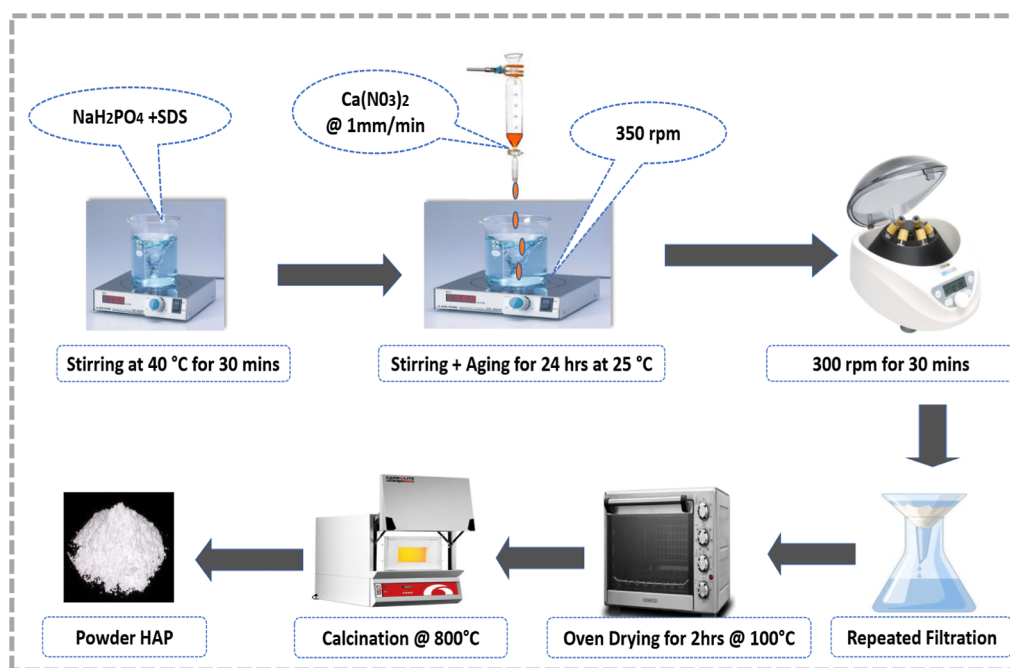 NaH2PO4 +SDS
Ca(N03)2
@ 1mm/min
350 rpm
Stirring at 40 °C for 30 mins
Stirring + Aging for 24 hrs at 25 °C
300 rpm for 30 mins
Powder HAP
Calcination @ 800°C
Oven Drying for 2hrs @ 100°C
Repeated Filtration